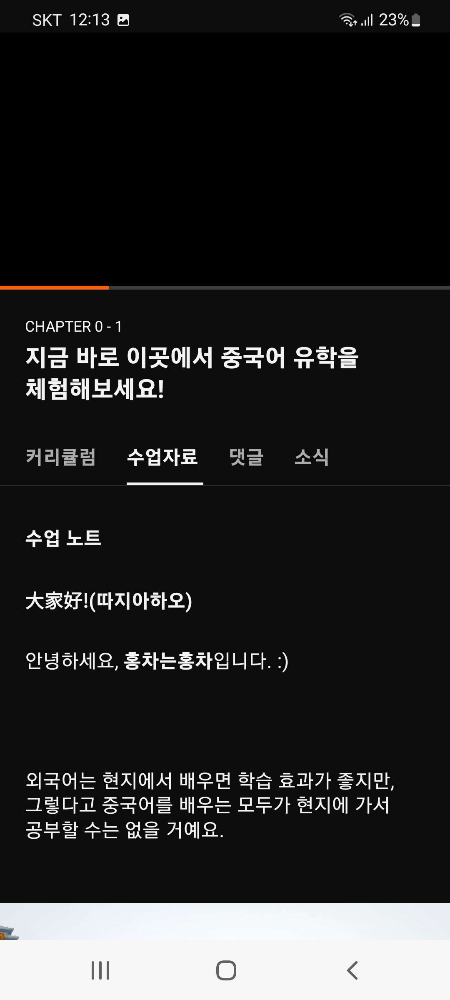 SKT 12:13 23%
CHAPTER 0 - 1
지금 바로 이곳에서 중국어 유학을
체험해보세요!
커리큘럼 수업자료 댓글 소식
수업 노트
大家好!(따지아하오)
안녕하세요, 홍차는홍차입니다. :)
외국어는 현지에서 배우면 학습 효과가 좋지만,
그렇다고 중국어를 배우는 모두가 현지에 가서
공부할 수는 없을 거예요.